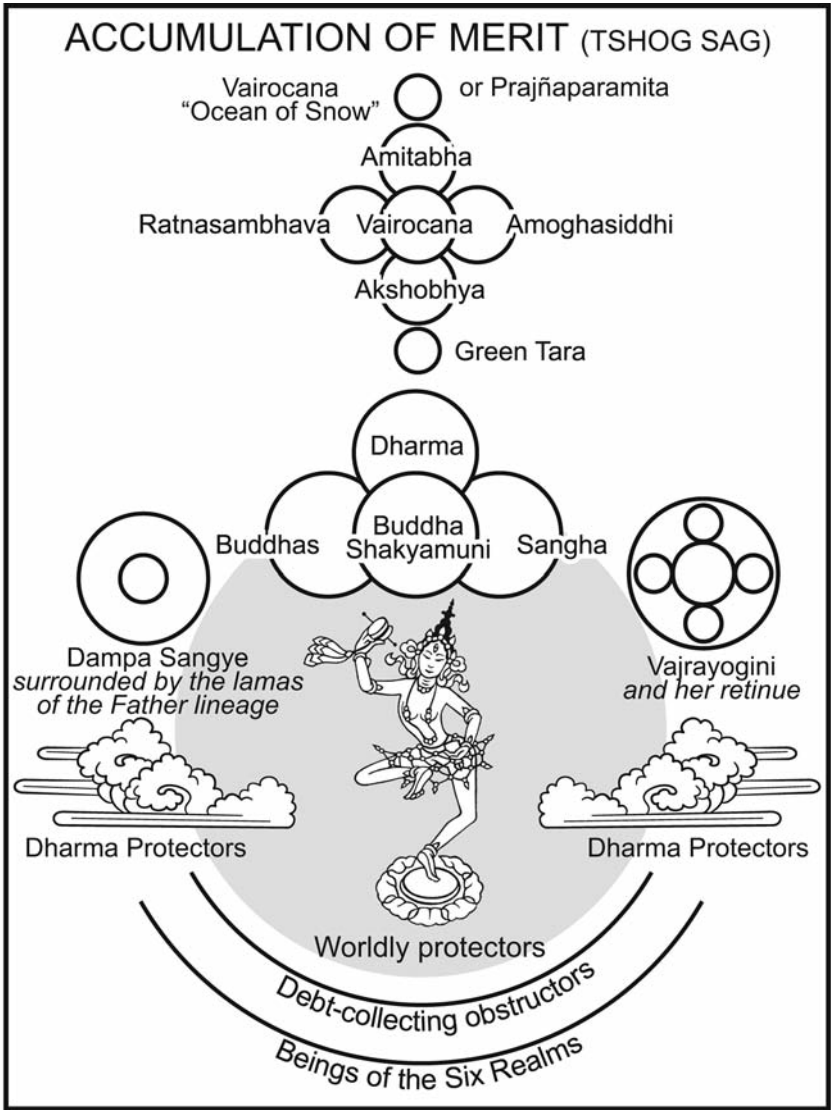 ACCUMULATION OF MERIT (TSHOG SAG)
Vairocana
“Ocean of Snow”
or Prajñaparamita
Amitabha
Ratnasambhava
Vairocana
Amoghasiddhi
Akshobhya
Green Tara
Dharma
Buddhas
Buddha
Shakyamuni
Sangha
Dampa Sangye
surrounded by the lamas
of the Father lineage
Vajrayogini
and her retinue
Dharma Protectors
Dharma Protectors
Worldly protectors
Debt-collecting obstructors
Beings of the Six Realms